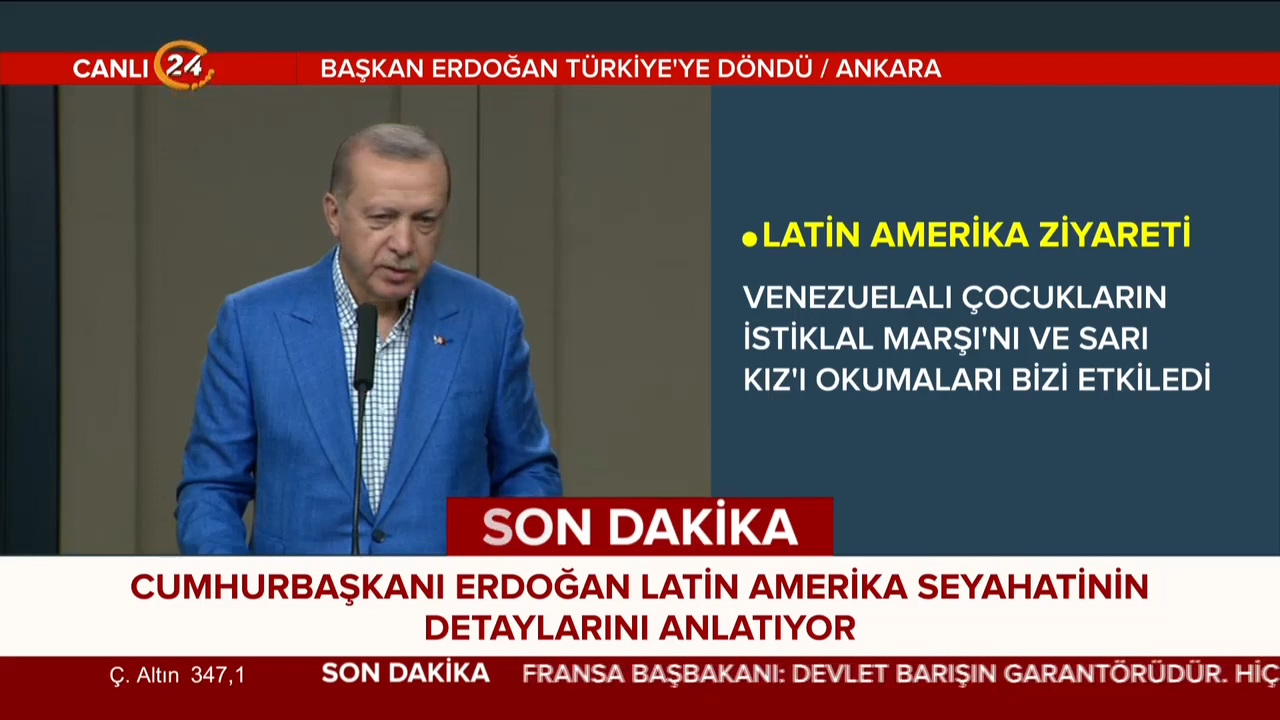 CANLI 24 BAŞKAN ERDOĞAN TÜRKİYE'YE DÖNDÜ / ANKARA
•LATİN AMERİKA ZİYARETİ
VENEZUELALI ÇOCUKLARIN
İSTİKLAL MARŞI'NI VE SARI
KIZ'I OKUMALARI BİZİ ETKİLEDİ
SON DAKİKA
CUMHURBAŞKANI ERDOĞAN LATİN AMERİKA SEYAHATİNİN
DETAYLARINI ANLATIYOR
Ç. Altın 347,1 SON DAKİKA FRANSA BAŞBAKANI: DEVLET BARIŞIN GARANTÖRÜDÜR. HİÇ